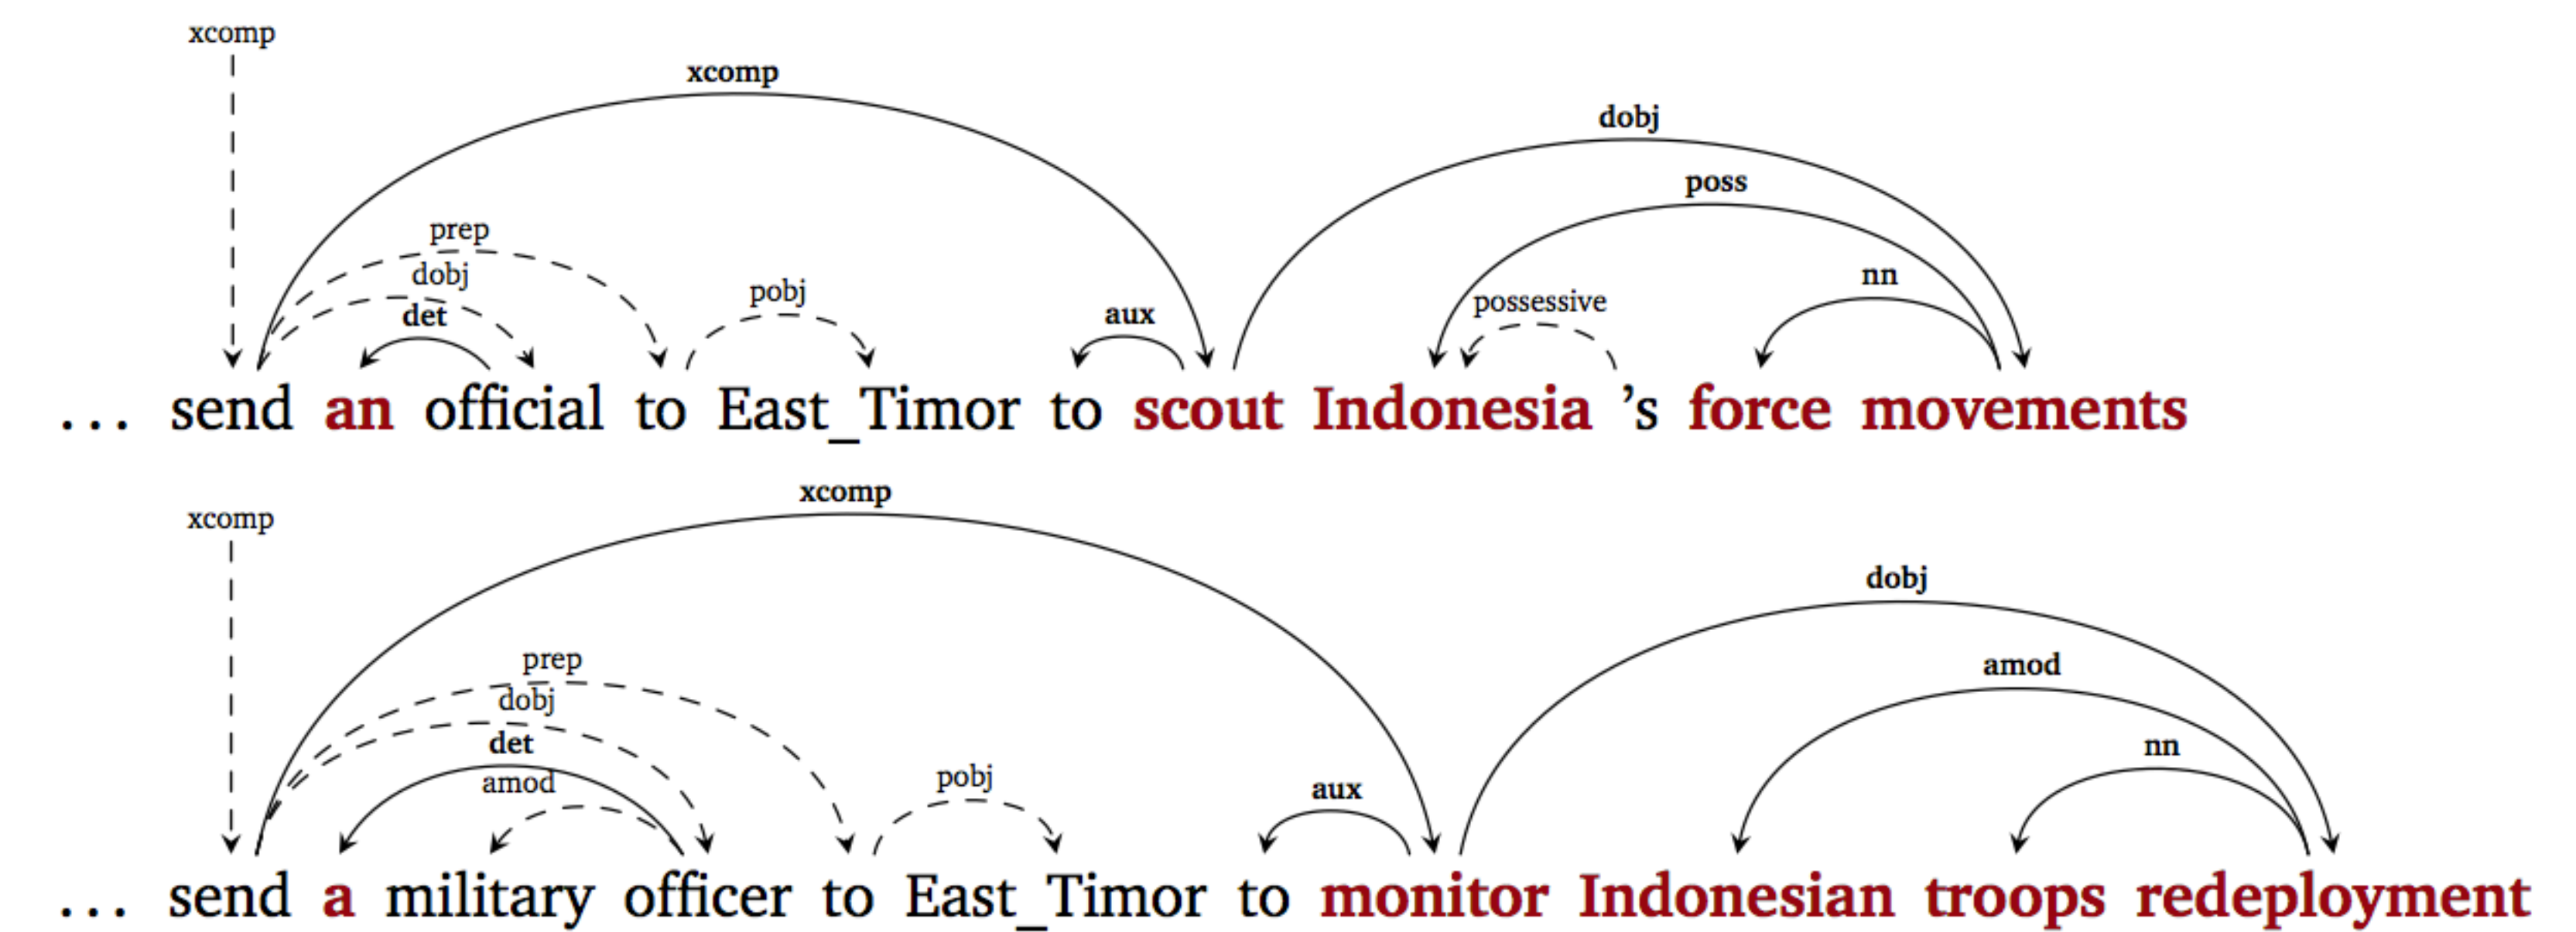 xcomp
xcomp
dobj
poss
prep
dobj
nn
pobj
possessive
det
aux
... send an official to East_Timor to scout Indonesia 's force movements
xcomp
xcomp
dobj
prep
amod
dobj
det
nn
amod
pobj
aux
... send a military officer to East_Timor to monitor Indonesian troops redeployment